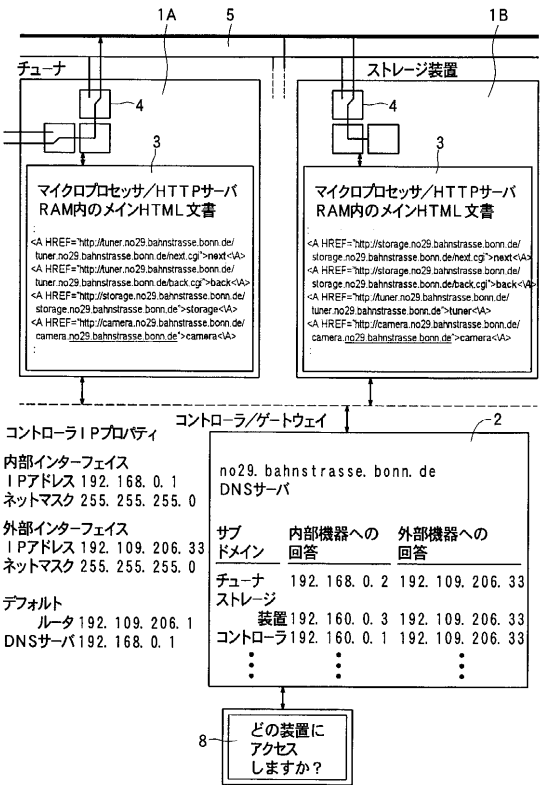 1A
5
1B
チューナ
ストレージ装置
4
4
3
3
マイクロプロセッサ/HTTPサーバ
RAM内のメインHTML文書
:
<A HREF="http://tuner.no29.bahnstrasse.bonn.de/
tuner.no29.bahnstrasse.bonn.de/next.cgi">next<\A>
<A HREF="http://tuner.no29.bahnstrasse.bonn.de/
tuner.no29.bahnstrasse.bonn.de/back.cgi">back<\A>
<A HREF="http://storage.no29.bahnstrasse.bonn.de/
storage.no29.bahnstrasse.bonn.de">storage<\A>
<A HREF="http://camera.no29.bahnstrasse.bonn.de/
camera.no29.bahnstrasse.bonn.de">camera<\A>
:
マイクロプロセッサ/HTTPサーバ
RAM内のメインHTML文書
:
<A HREF="http://storage.no29.bahnstrasse.bonn.de/
storage.no29.bahnstrasse.bonn.de/next.cgi">next<\A>
<A HREF="http://storage.no29.bahnstrasse.bonn.de/
storage.no29.bahnstrasse.bonn.de/back.cgi">back<\A>
<A HREF="http://tuner.no29.bahnstrasse.bonn.de/
tuner.no29.bahnstrasse.bonn.de">tuner<\A>
<A HREF="http://camera.no29.bahnstrasse.bonn.de/
camera.no29.bahnstrasse.bonn.de">camera<\A>
:
コントローラIPプロパティ
内部インターフェイス
IPアドレス 192.168.0.1
ネットマスク 255.255.255.0
外部インターフェイス
IPアドレス 192.109.206.33
ネットマスク 255.255.255.0
デフォルト
ルータ 192.109.206.1
DNSサーバ 192.168.0.1
コントローラ/ゲートウェイ
2
no29.bahnstrasse.bonn.de
DNSサーバ
サブ 内部機器への 外部機器への
ドメイン 回答 回答
チューナ 192.168.0.2 192.109.206.33
ストレージ
装置 192.160.0.3 192.109.206.33
コントローラ 192.160.0.1 192.109.206.33
8
どの装置に
アクセス
しますか?